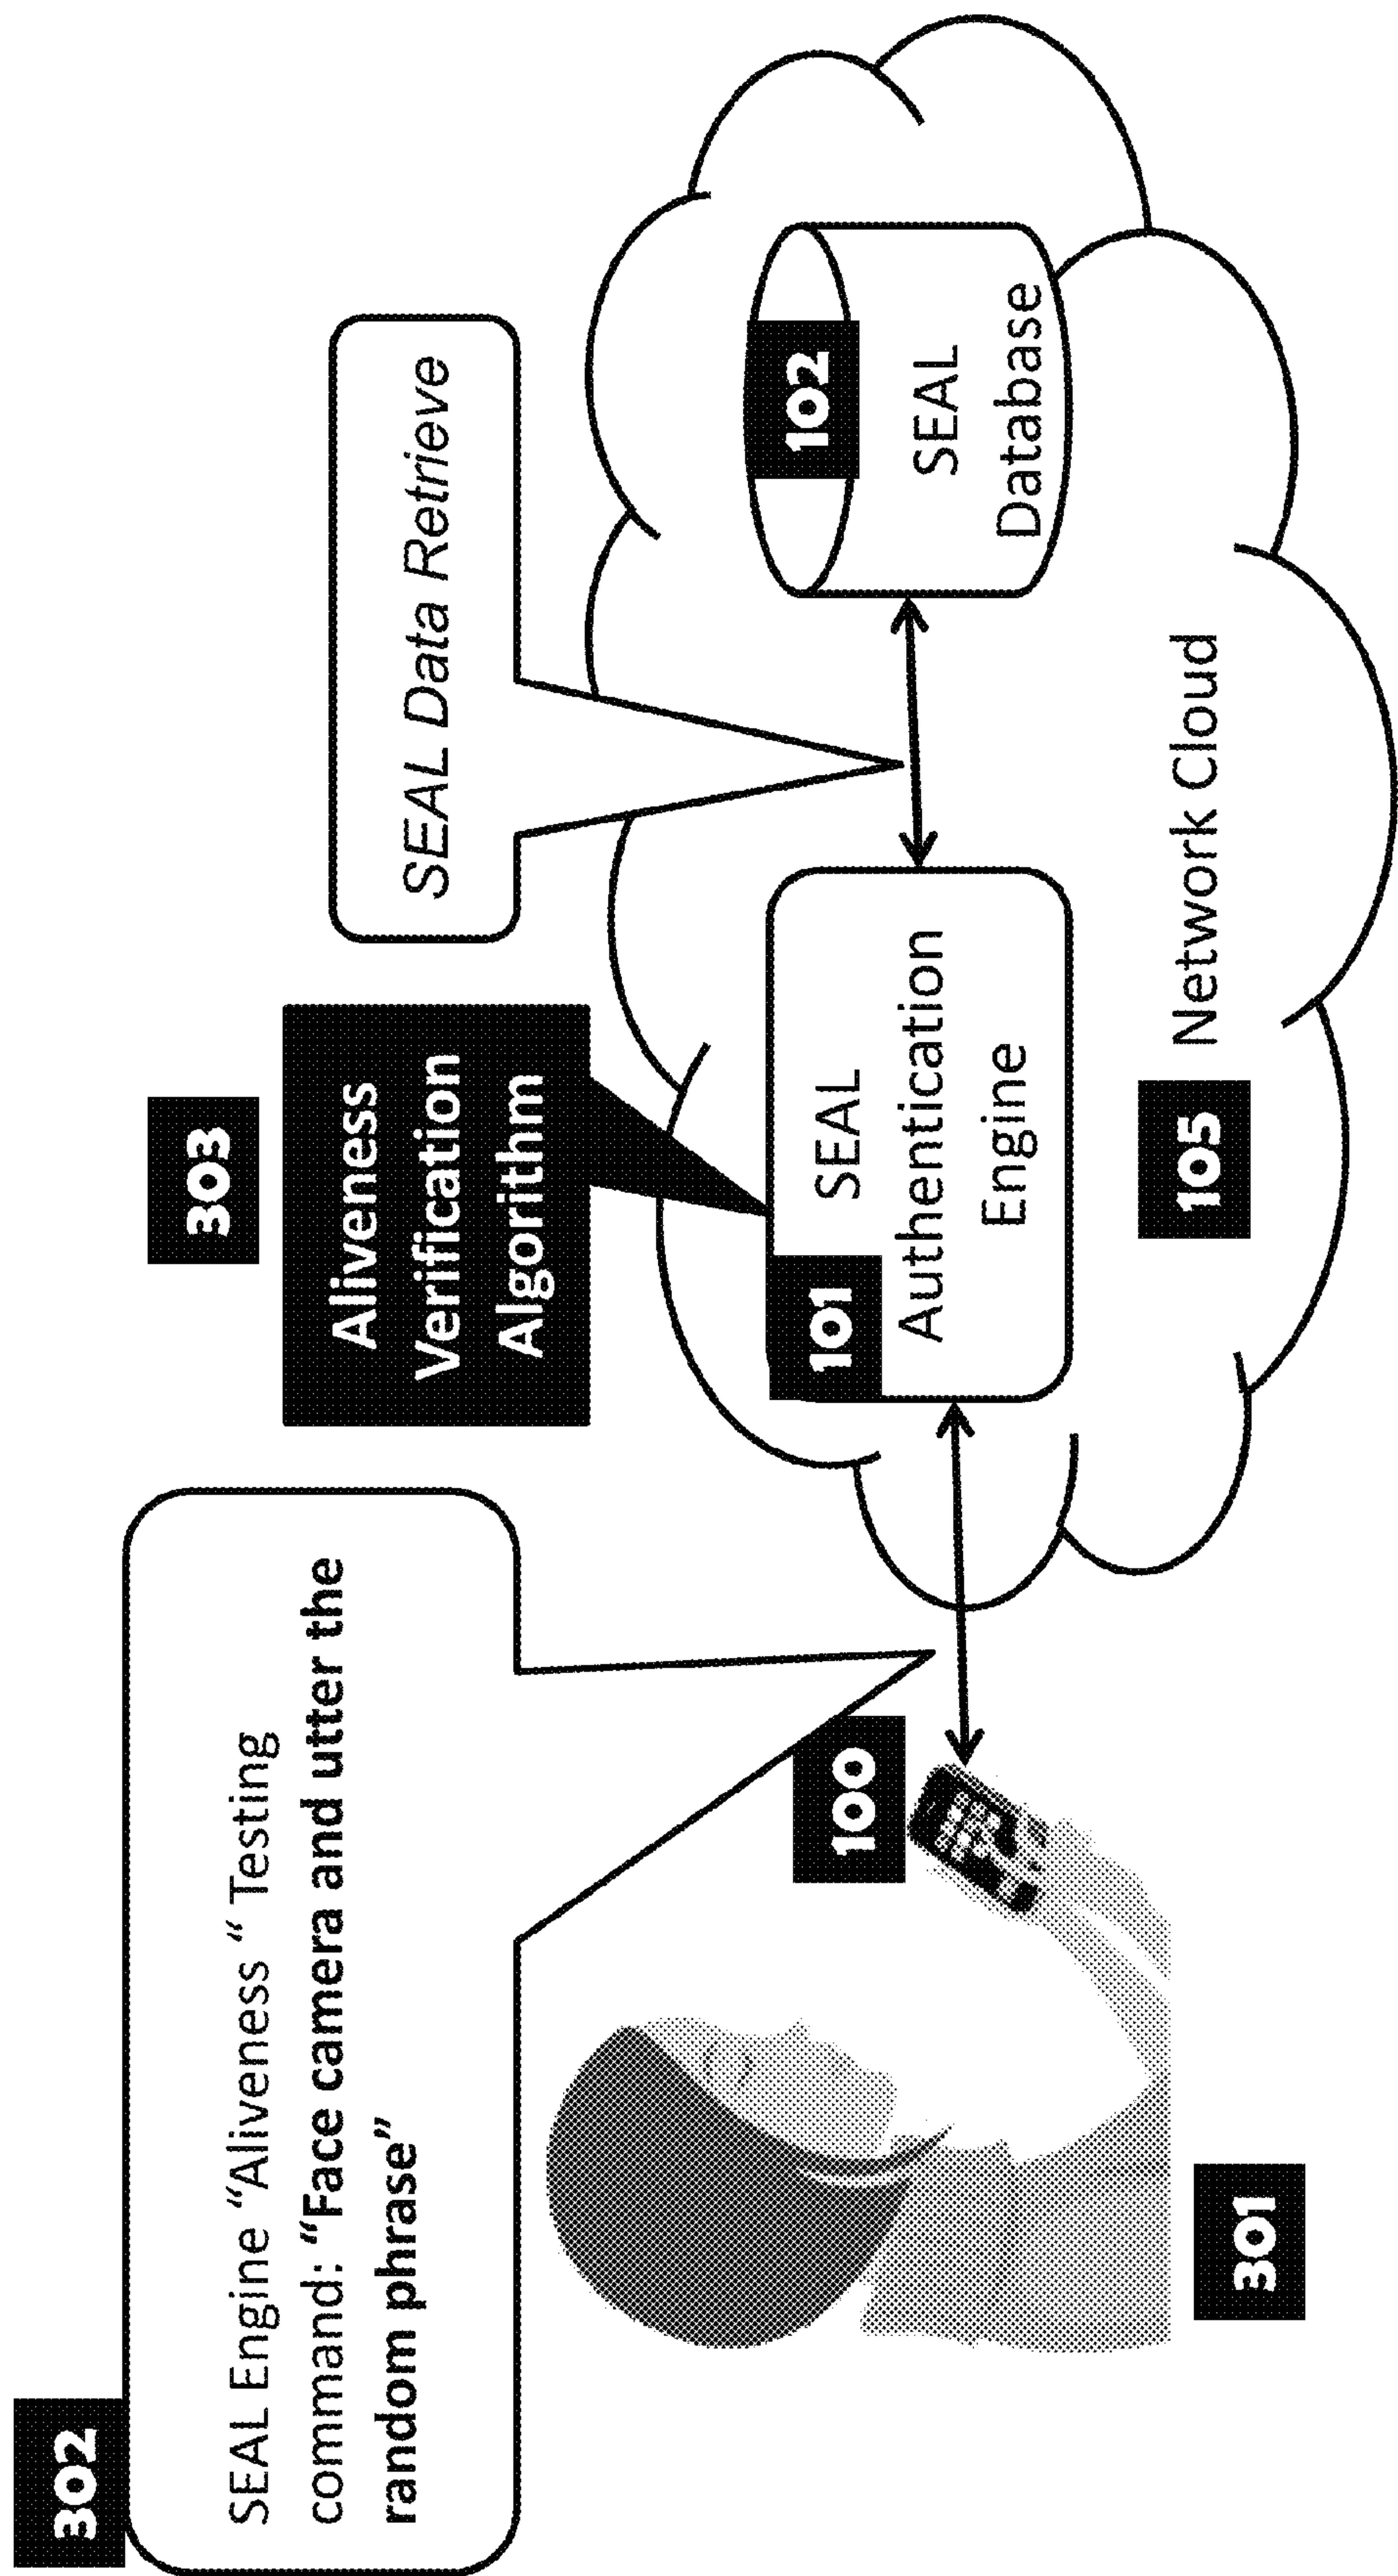 302
SEAL Engine “Aliveness “ Testing
command: “Face camera and utter the
random phrase”
303
Aliveness
Verification
Algorithm
SEAL Data Retrieve
301
100
101
SEAL
Authentication
Engine
102
SEAL
Database
105
Network Cloud